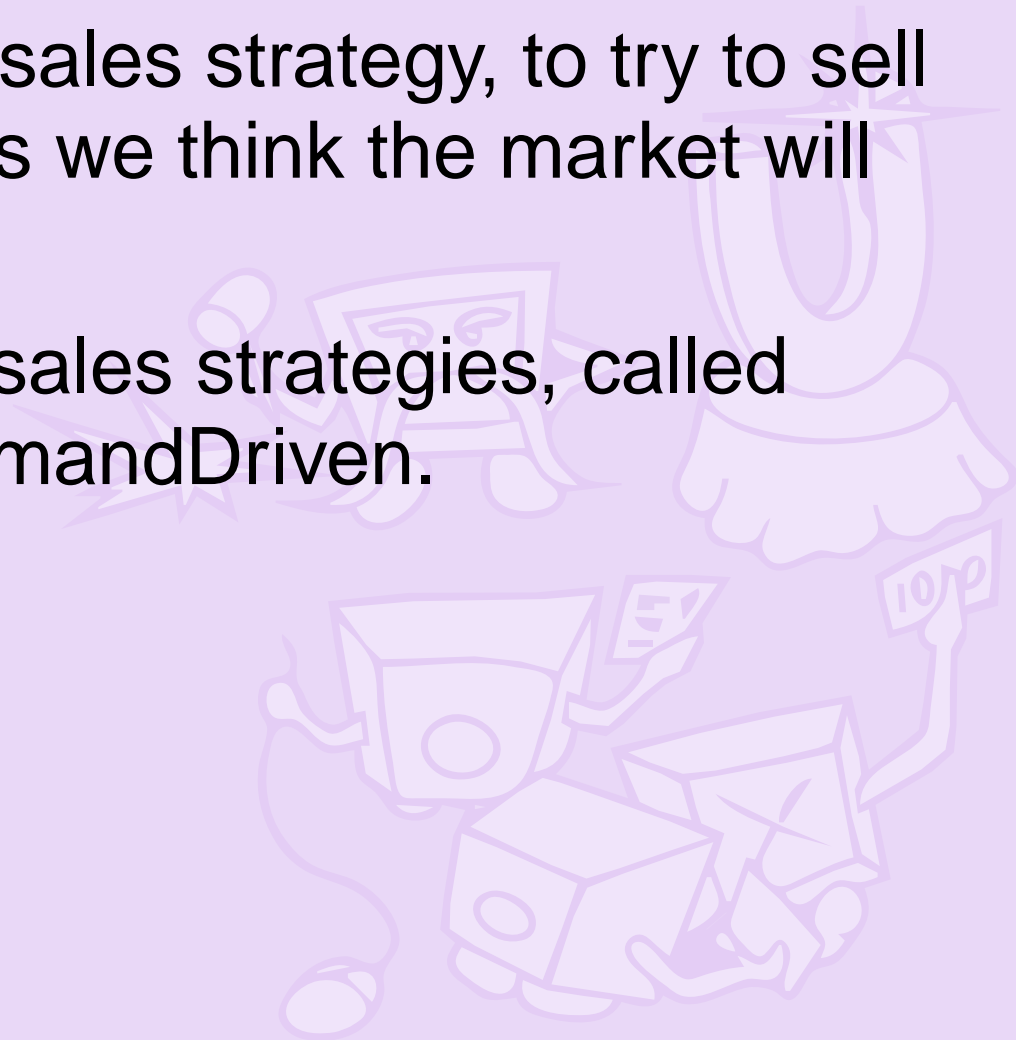 sales strategy, to try to sell
s we think the market will
sales strategies, called
mandDriven.